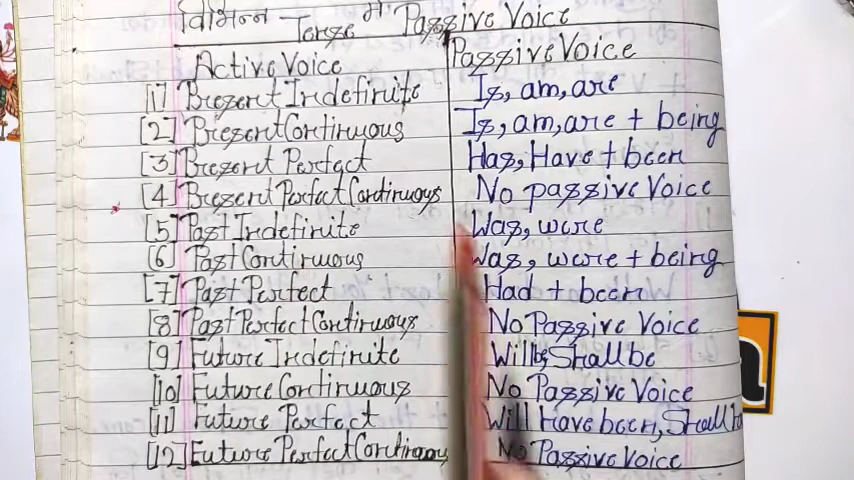 विभिन्न Tense में Passive Voice
Active Voice Passive Voice
[1] Present Indefinite Is, am, are
[2] Present Continuous Is, am, are + being
[3] Present Perfect Has, Have + been
[4] Present Perfect Continuous No passive Voice
[5] Past Indefinite Was, were
[6] Past Continuous Was, were + being
[7] Past Perfect Had + been
[8] Past Perfect Continuous No Passive Voice
[9] Future Indefinite Will be, Shall be
[10] Future Continuous No Passive Voice
[11] Future Perfect Will Have been, Shall
[12] Future Perfect Continuous No Passive Voice